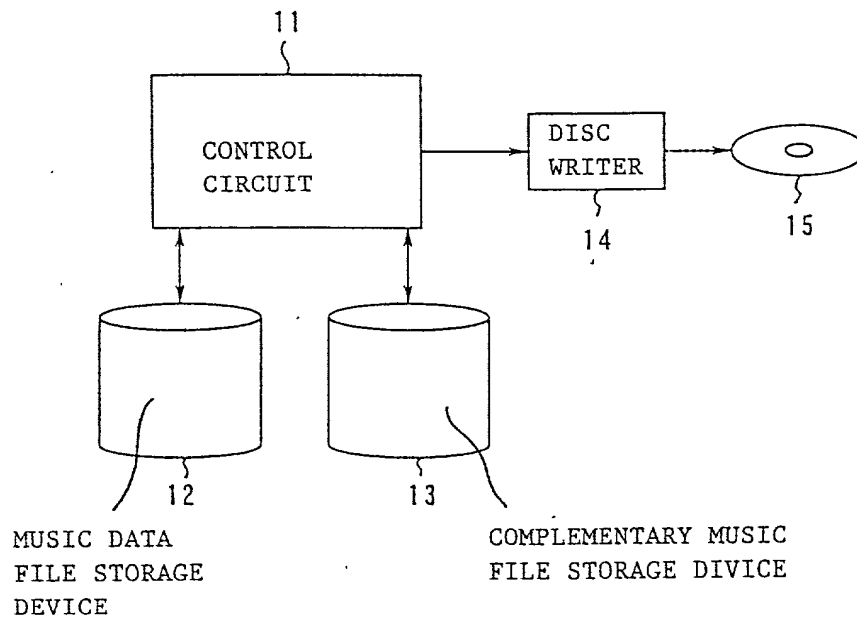 11
CONTROL
CIRCUIT
DISC
WRITER
14
15
12
13
MUSIC DATA
FILE STORAGE
DEVICE
COMPLEMENTARY MUSIC
FILE STORAGE DIVICE